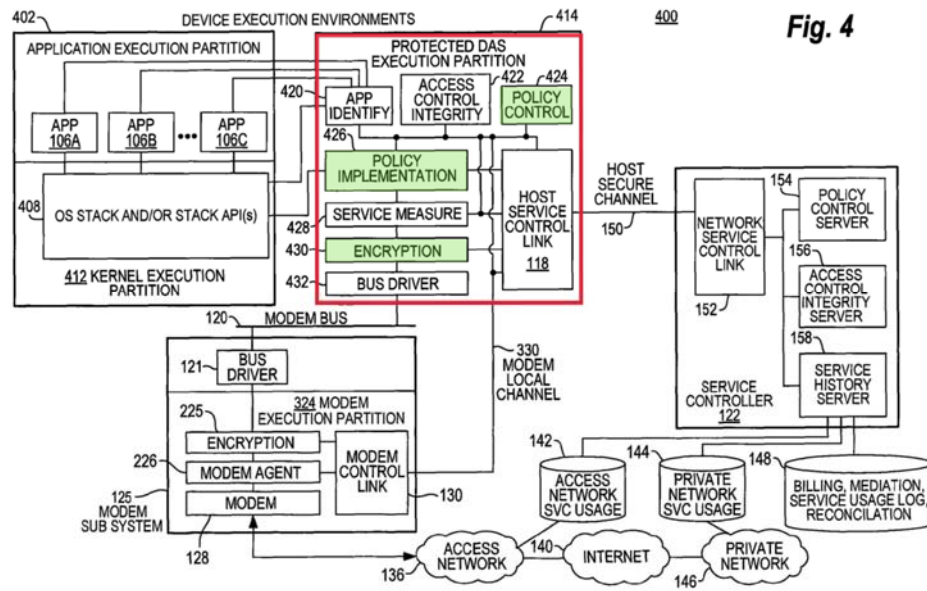 402
DEVICE EXECUTION ENVIRONMENTS
414
400
Fig. 4
APPLICATION EXECUTION PARTITION
PROTECTED DAS
EXECUTION PARTITION
422
424
420
APP
IDENTIFY
ACCESS
CONTROL
INTEGRITY
POLICY
CONTROL
APP
106A
APP
106B
•••
APP
106C
426
POLICY
IMPLEMENTATION
408
OS STACK AND/OR STACK API(s)
428
SERVICE MEASURE
430
ENCRYPTION
432
BUS DRIVER
HOST
SERVICE
CONTROL
LINK
118
412 KERNEL EXECUTION
PARTITION
HOST
SECURE
CHANNEL
150
NETWORK
SERVICE
CONTROL
LINK
152
154
POLICY
CONTROL
SERVER
156
ACCESS
CONTROL
INTEGRITY
SERVER
158
SERVICE
HISTORY
SERVER
SERVICE
CONTROLLER
122
120
MODEM BUS
121
BUS
DRIVER
330
MODEM
LOCAL
CHANNEL
324 MODEM
EXECUTION PARTITION
225
ENCRYPTION
226
MODEM AGENT
125
MODEM
SUB SYSTEM
MODEM
128
MODEM
CONTROL
LINK
130
142
ACCESS
NETWORK
SVC USAGE
144
PRIVATE
NETWORK
SVC USAGE
148
BILLING, MEDIATION,
SERVICE USAGE LOG,
RECONCILATION
ACCESS
NETWORK
136
140
INTERNET
PRIVATE
NETWORK
146